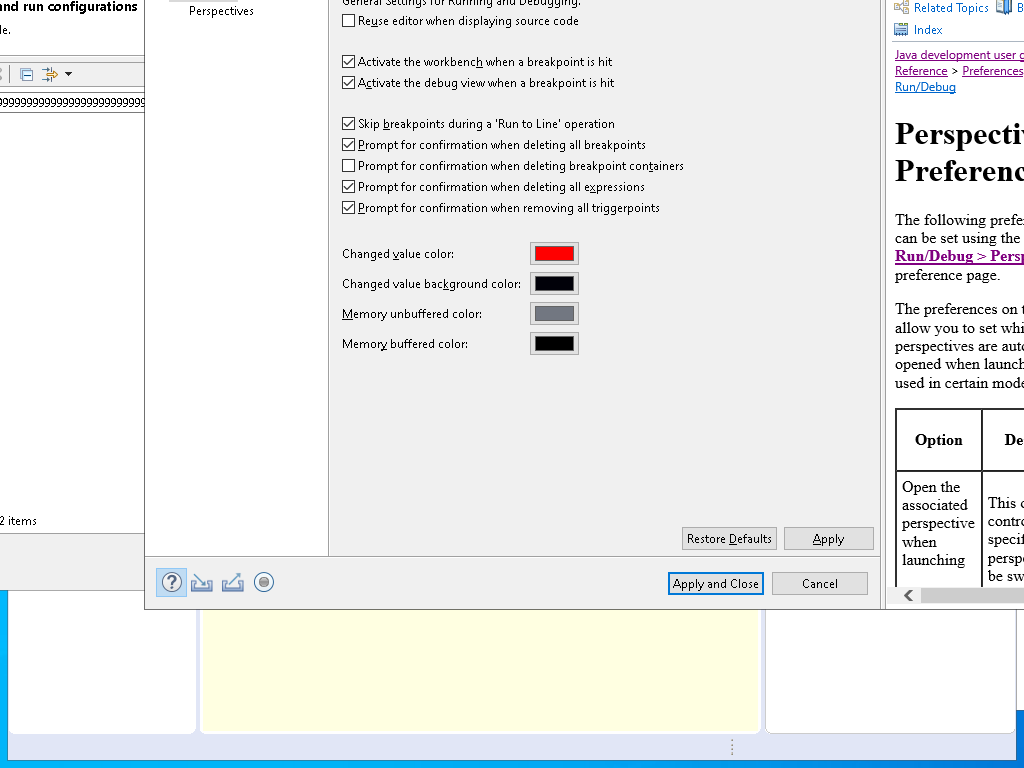 and run configurations
Perspectives
General Settings for Running and Debugging.
Reuse editor when displaying source code
Activate the workbench when a breakpoint is hit
Activate the debug view when a breakpoint is hit
Skip breakpoints during a 'Run to Line' operation
Prompt for confirmation when deleting all breakpoints
Prompt for confirmation when deleting breakpoint containers
Prompt for confirmation when deleting all expressions
Prompt for confirmation when removing all triggerpoints
Changed value color:
Changed value background color:
Memory unbuffered color:
Memory buffered color:
2 items
Restore Defaults
Apply
Apply and Close
Cancel
Related Topics
Index
Java development user g
Reference > Preferences
Run/Debug
Perspecti
Preferenc
The following prefe
can be set using the
Run/Debug > Persp
preference page.
The preferences on t
allow you to set whi
perspectives are auto
opened when launch
used in certain mode
Option De
Open the
associated
perspective
when
launching
This o
contro
specif
perspe
be sw